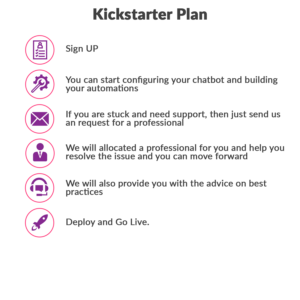 Kickstarter Plan
Sign UP
You can start configuring your chatbot and building
your automations
If you are stuck and need support, then just send us
an request for a professional
We will allocated a professional for you and help you
resolve the issue and you can move forward
We will also provide you with the advice on best
practices
Deploy and Go Live.